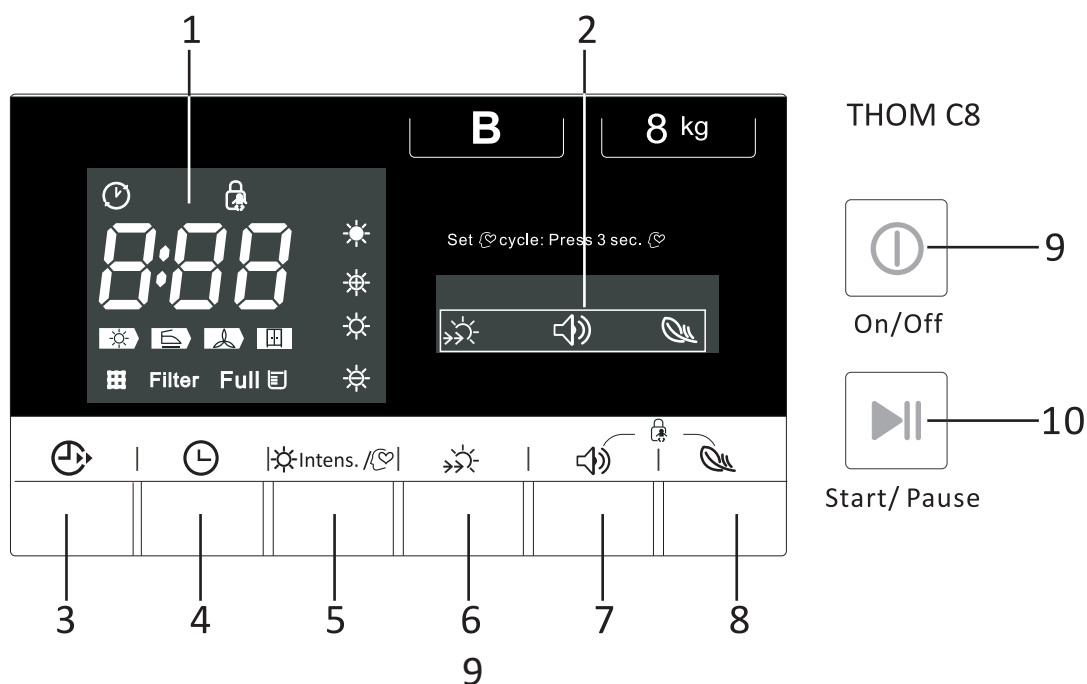 1 2
THOM C8
B 8 kg
8:88
Set cycle: Press 3 sec.
Filter Full
Intens. /
9
On/Off
10
Start/ Pause
3 4 5 6 7 8
9